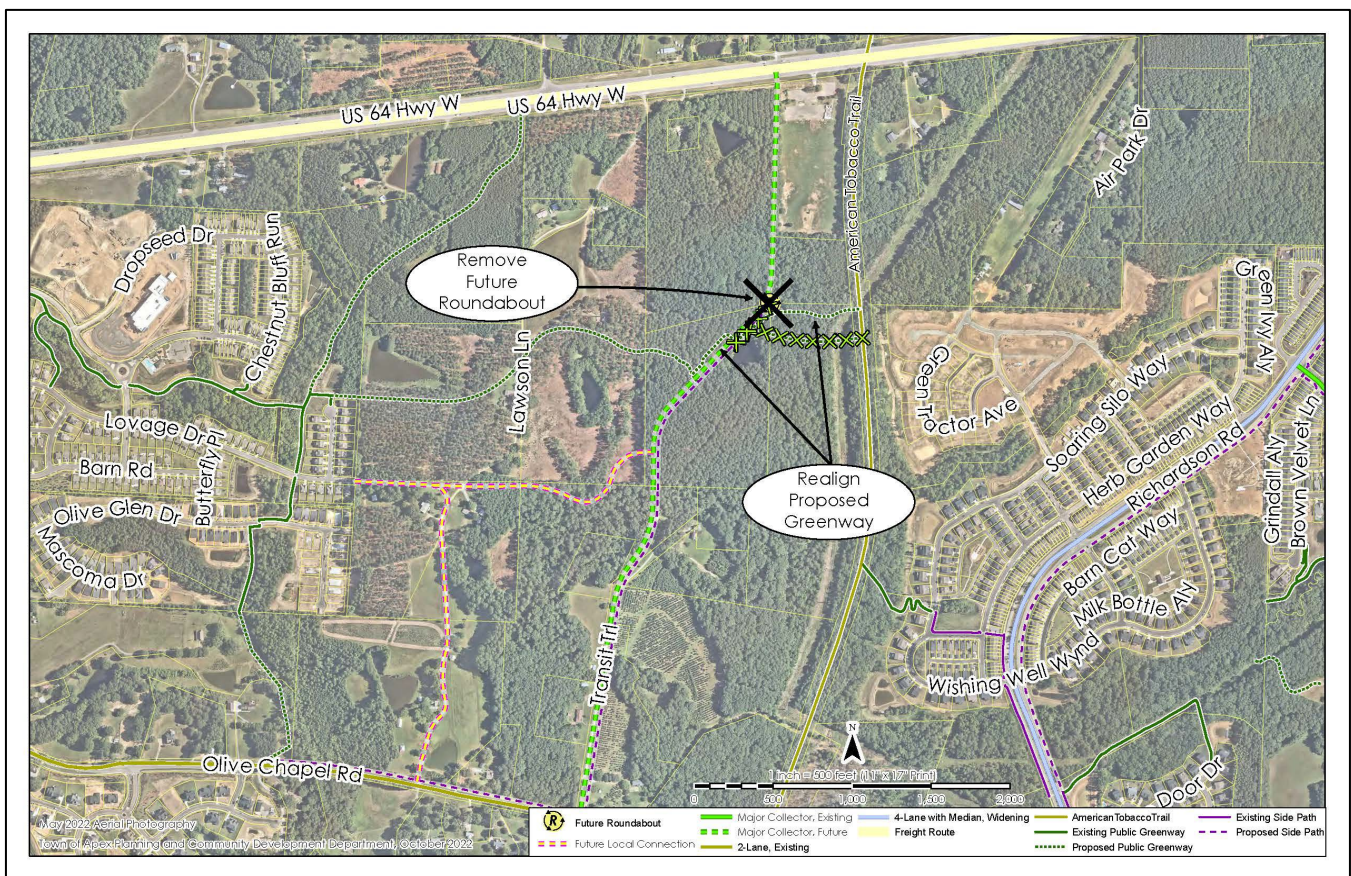 US 64 Hwy W
US 64 Hwy W
American Tobacco Trail
Air Park Dr
Dropseed Dr
Chestnut Bluff Run
Remove
Future
Roundabout
Green Ivy Aly
Lawson Ln
Green Tractor Ave
Soaring Silo Way
Herb Garden Way
Richardson Rd
Grindall Aly
Brown Velvet Ln
Lovage Dr
Butterfly Pl
Barn Rd
Olive Glen Dr
Mascoma Dr
Realign
Proposed
Greenway
Barn Cat Way
Milk Bottle Aly
Wishing Well Wynd
Transit Trl
Olive Chapel Rd
Door Dr
N
1 inch = 500 feet (11" x 17" Print)
0 500 1,000 1,500 2,000
May 2022 Aerial Photography
Town of Apex Planning and Community Development Department, October 2022
R Future Roundabout
Future Local Connection
Major Collector, Existing
Major Collector, Future
2-Lane, Existing
4-Lane with Median, Widening
Freight Route
AmericanTobaccoTrail
Existing Public Greenway
Proposed Public Greenway
Existing Side Path
Proposed Side Path